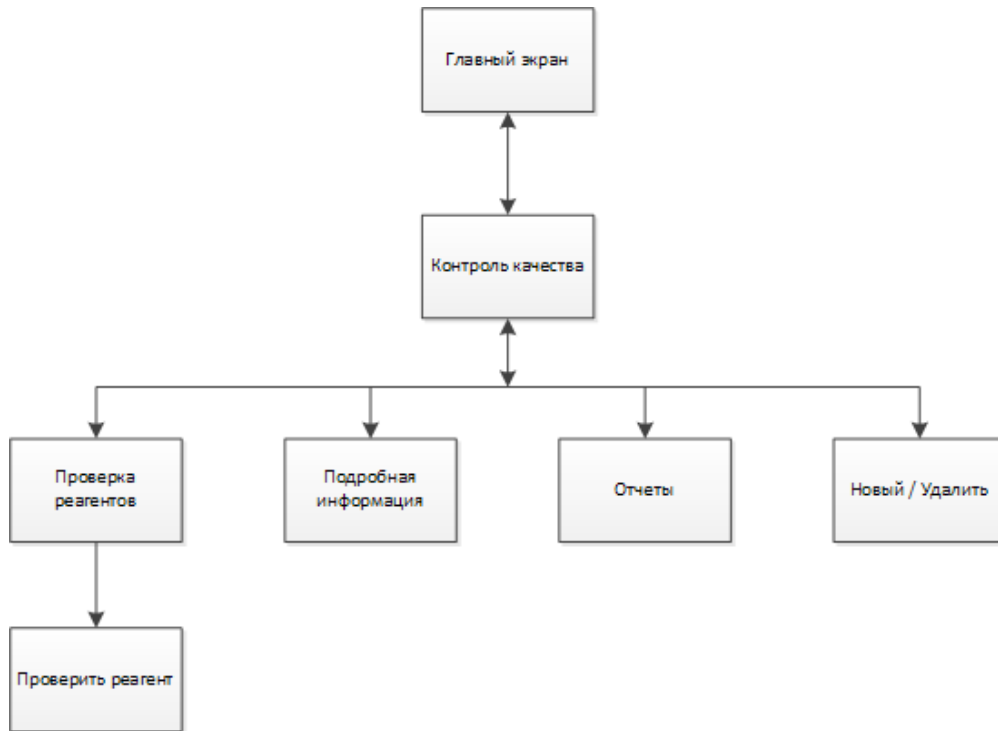 Главный экран
Контроль качества
Проверка
реагентов
Подробная
информация
Отчеты
Новый / Удалить
Проверить реагент